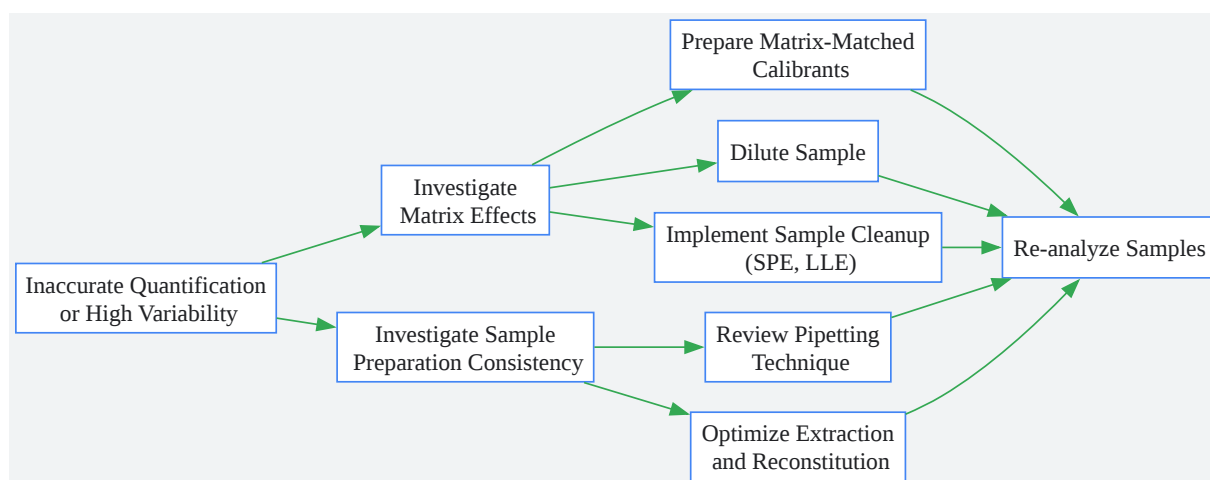 Prepare Matrix-Matched
Calibrants
Dilute Sample
Investigate
Matrix Effects
Implement Sample Cleanup
(SPE, LLE)
Re-analyze Samples
Inaccurate Quantification
or High Variability
Investigate Sample
Preparation Consistency
Review Pipetting
Technique
Optimize Extraction
and Reconstitution